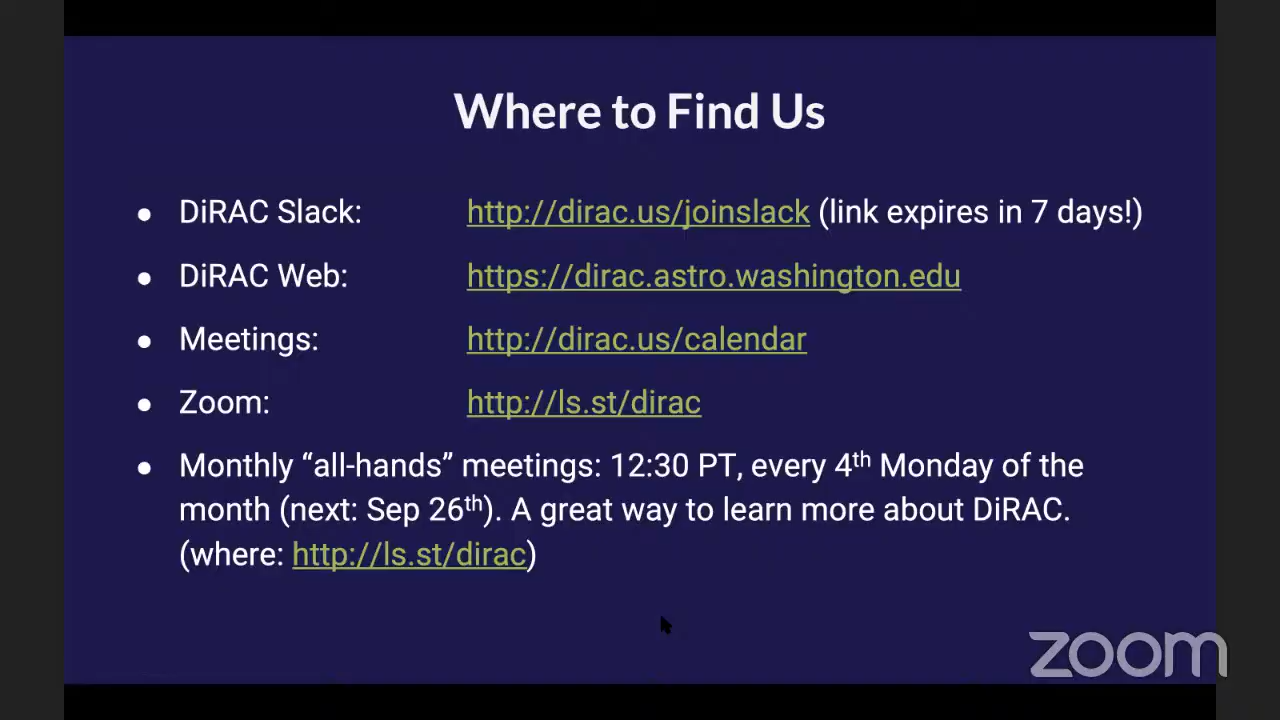 Where to Find Us
● DiRAC Slack: http://dirac.us/joinslack (link expires in 7 days!)
● DiRAC Web: https://dirac.astro.washington.edu
● Meetings: http://dirac.us/calendar
● Zoom: http://ls.st/dirac
● Monthly “all-hands” meetings: 12:30 PT, every 4th Monday of the
month (next: Sep 26th). A great way to learn more about DiRAC.
(where: http://ls.st/dirac)
zoom